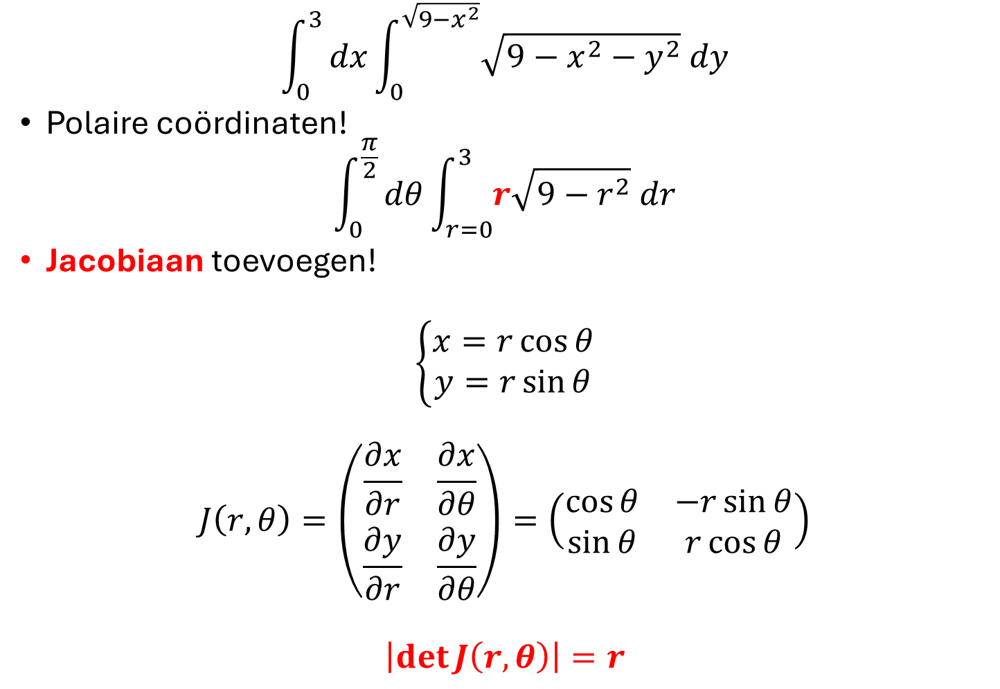 ∫₀³ dx ∫₀^√(9−x²) √(9 − x² − y²) dy
• Polaire coördinaten!
∫₀^(π/2) dθ ∫_(r=0)^3 r√(9 − r²) dr
• Jacobiaan toevoegen!
{x = r cos θ
y = r sin θ
J(r, θ) = (∂x/∂r ∂x/∂θ ∂y/∂r ∂y/∂θ) = (cos θ −r sin θ sin θ r cos θ)
|det J(r, θ)| = r